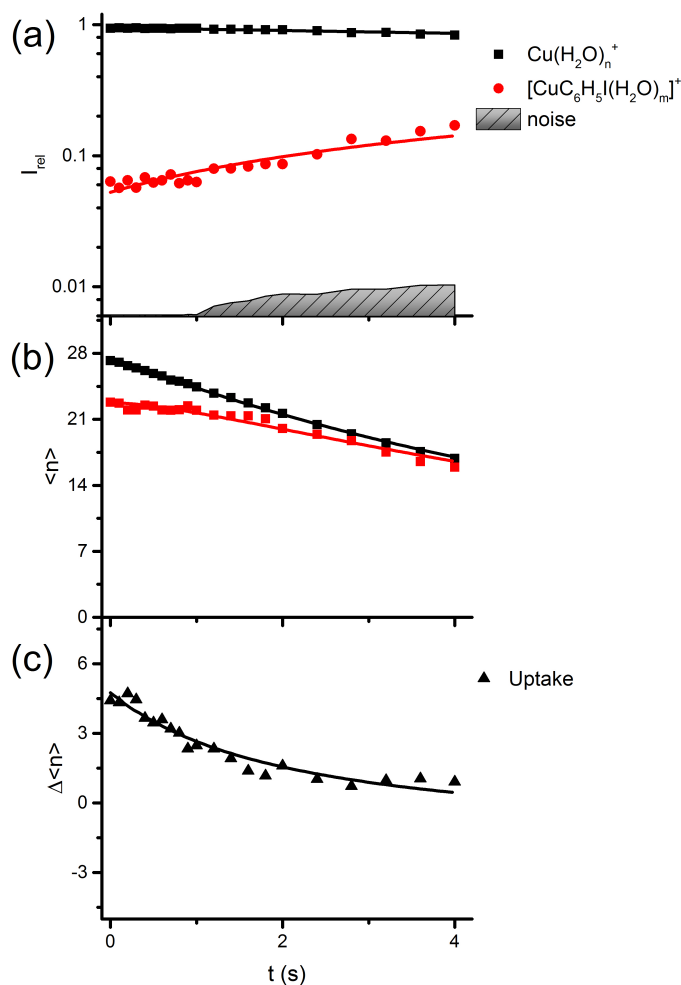 (a)
1
0.1
0.01
I_rel
Cu(H₂O)ₙ⁺
[CuC₆H₅I(H₂O)ₘ]⁺
noise
(b)
28
21
14
7
0
<n>
(c)
6
3
0
-3
Δ<n>
Uptake
0 2 4
t (s)